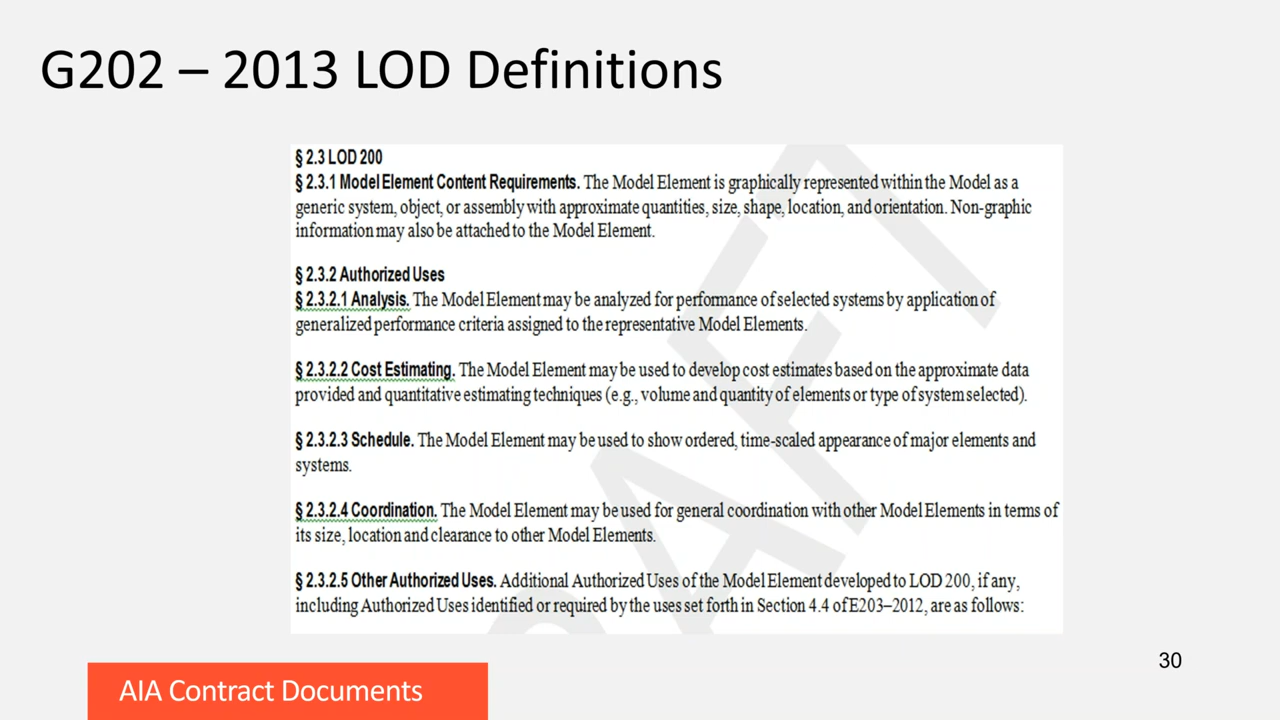 G202 – 2013 LOD Definitions
§ 2.3 LOD 200
§ 2.3.1 Model Element Content Requirements. The Model Element is graphically represented within the Model as a
generic system, object, or assembly with approximate quantities, size, shape, location, and orientation. Non-graphic
information may also be attached to the Model Element.
§ 2.3.2 Authorized Uses
§ 2.3.2.1 Analysis. The Model Element may be analyzed for performance of selected systems by application of
generalized performance criteria assigned to the representative Model Elements.
§ 2.3.2.2 Cost Estimating. The Model Element may be used to develop cost estimates based on the approximate data
provided and quantitative estimating techniques (e.g., volume and quantity of elements or type of system selected).
§ 2.3.2.3 Schedule. The Model Element may be used to show ordered, time-scaled appearance of major elements and
systems.
§ 2.3.2.4 Coordination. The Model Element may be used for general coordination with other Model Elements in terms of
its size, location and clearance to other Model Elements.
§ 2.3.2.5 Other Authorized Uses. Additional Authorized Uses of the Model Element developed to LOD 200, if any,
including Authorized Uses identified or required by the uses set forth in Section 4.4 of E203–2012, are as follows:
30
AIA Contract Documents